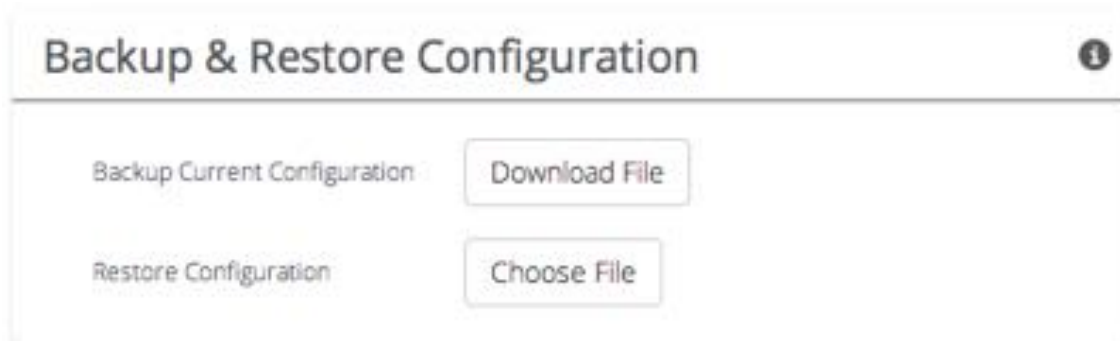 Backup & Restore Configuration
Backup Current Configuration Download File
Restore Configuration Choose File